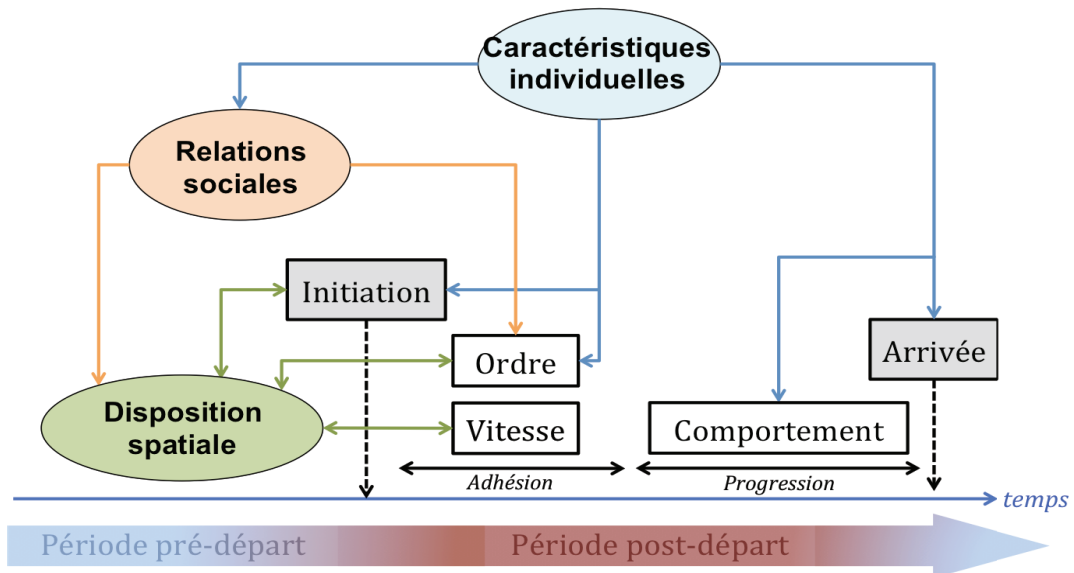 Caractéristiques
individuelles
Relations
sociales
Initiation
Ordre
Arrivée
Disposition
spatiale
Vitesse
Comportement
Adhésion
Progression
temps
Période pré-départ
Période post-départ